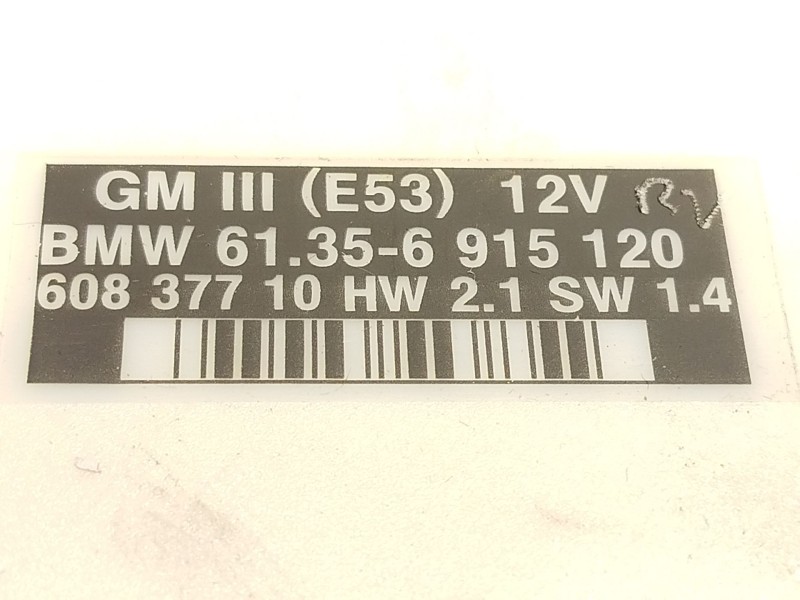 GM III (E53) 12V RV
BMW 61.35-6 915 120
608 377 10 HW 2.1 SW 1.4